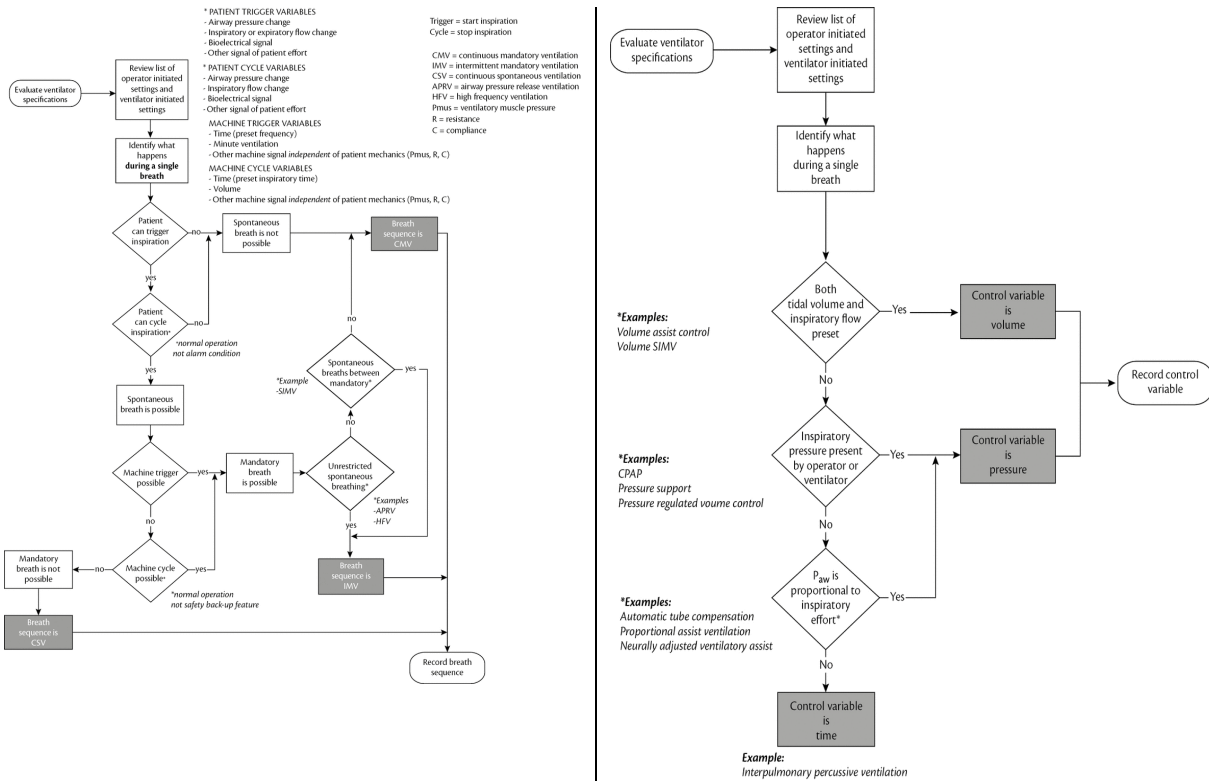 * PATIENT TRIGGER VARIABLES
- Airway pressure change
- Inspiratory or expiratory flow change
- Bioelectrical signal
- Other signal of patient effort
* PATIENT CYCLE VARIABLES
- Airway pressure change
- Inspiratory flow change
- Bioelectrical signal
- Other signal of patient effort
MACHINE TRIGGER VARIABLES
- Time (preset frequency)
- Minute ventilation
- Other machine signal independent of patient mechanics (Pmus, R, C)
MACHINE CYCLE VARIABLES
- Time (preset inspiratory time)
- Volume
- Other machine signal independent of patient mechanics (Pmus, R, C)
Trigger = start inspiration
Cycle = stop inspiration
CMV = continuous mandatory ventilation
IMV = intermittent mandatory ventilation
CSV = continuous spontaneous ventilation
APRV = airway pressure release ventilation
HFV = high frequency ventilation
Pmus = ventilatory muscle pressure
R = resistance
C = compliance
Evaluate ventilator
specifications
Review list of
operator initiated
settings and
ventilator initiated
settings
Identify what
happens
during a single
breath
Patient
can trigger
inspiration
no
Spontaneous
breath is not
possible
Breath
sequence is
CMV
yes
Patient
can cycle
inspiration*
no
*normal operation
not alarm condition
yes
Spontaneous
breath is possible
no
Spontaneous
breaths between
mandatory*
yes
*Example
-SIMV
no
Machine trigger
possible
yes
Mandatory
breath
is possible
Unrestricted
spontaneous
breathing*
*Examples
-APRV
-HFV
no
yes
Machine cycle
possible*
yes
no
Mandatory
breath is not
possible
*normal operation
not safety back-up feature
Breath
sequence is
IMV
Breath
sequence is
CSV
Record breath
sequence
Evaluate ventilator
specifications
Review list of
operator initiated
settings and
ventilator initiated
settings
Identify what
happens
during a single
breath
Both
tidal volume and
inspiratory flow
preset
Yes
Control variable
is
volume
*Examples:
Volume assist control
Volume SIMV
No
Record control
variable
Inspiratory
pressure present
by operator or
ventilator
Yes
Control variable
is
pressure
*Examples:
CPAP
Pressure support
Pressure regulated voume control
No
Paw is
proportional to
inspiratory
effort*
Yes
*Examples:
Automatic tube compensation
Proportional assist ventilation
Neurally adjusted ventilatory assist
No
Control variable
is
time
Example:
Interpulmonary percussive ventilation